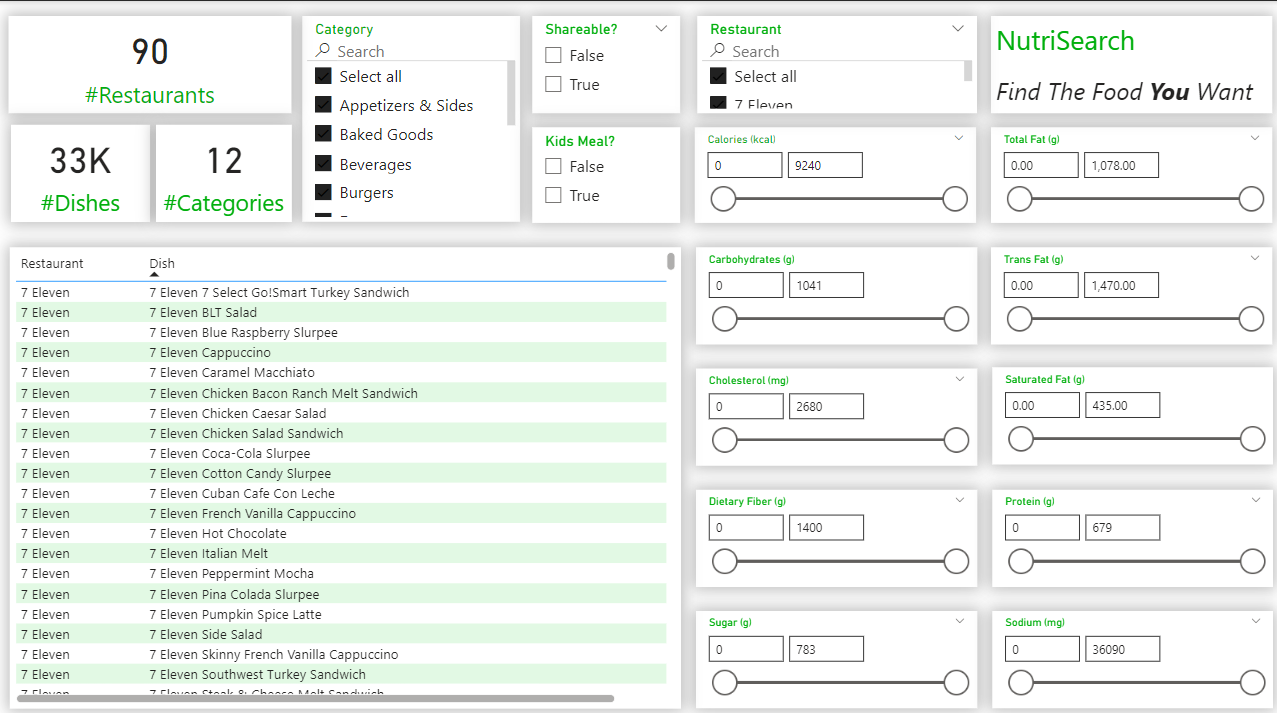 90
#Restaurants
33K
#Dishes
12
#Categories
Category
Search
Select all
Appetizers & Sides
Baked Goods
Beverages
Burgers
Shareable?
False
True
Kids Meal?
False
True
Restaurant
Search
Select all
7 Eleven
NutriSearch
Find The Food You Want
Calories (kcal)
0 9240
Total Fat (g)
0.00 1,078.00
Carbohydrates (g)
0 1041
Trans Fat (g)
0.00 1,470.00
Cholesterol (mg)
0 2680
Saturated Fat (g)
0.00 435.00
Dietary Fiber (g)
0 1400
Protein (g)
0 679
Sugar (g)
0 783
Sodium (mg)
0 36090
Restaurant Dish
7 Eleven 7 Eleven 7 Select Go!Smart Turkey Sandwich
7 Eleven 7 Eleven BLT Salad
7 Eleven 7 Eleven Blue Raspberry Slurpee
7 Eleven 7 Eleven Cappuccino
7 Eleven 7 Eleven Caramel Macchiato
7 Eleven 7 Eleven Chicken Bacon Ranch Melt Sandwich
7 Eleven 7 Eleven Chicken Caesar Salad
7 Eleven 7 Eleven Chicken Salad Sandwich
7 Eleven 7 Eleven Coca-Cola Slurpee
7 Eleven 7 Eleven Cotton Candy Slurpee
7 Eleven 7 Eleven Cuban Cafe Con Leche
7 Eleven 7 Eleven French Vanilla Cappuccino
7 Eleven 7 Eleven Hot Chocolate
7 Eleven 7 Eleven Italian Melt
7 Eleven 7 Eleven Peppermint Mocha
7 Eleven 7 Eleven Pina Colada Slurpee
7 Eleven 7 Eleven Pumpkin Spice Latte
7 Eleven 7 Eleven Side Salad
7 Eleven 7 Eleven Skinny French Vanilla Cappuccino
7 Eleven 7 Eleven Southwest Turkey Sandwich
7 Eleven 7 Eleven Steak & Cheese Melt Sandwich